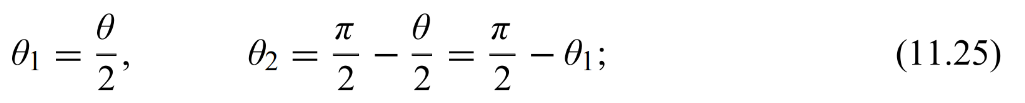 θ₁ = θ/2, θ₂ = π/2 − θ/2 = π/2 − θ₁; (11.25)